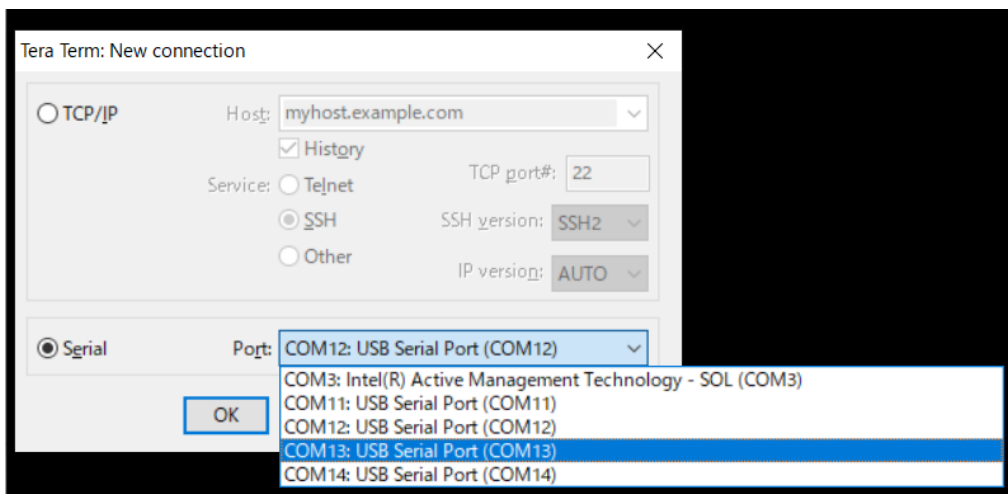 Tera Term: New connection
TCP/IP
Host: myhost.example.com
History
Service: Telnet
TCP port#: 22
SSH
SSH version: SSH2
Other
IP version: AUTO
Serial
Port: COM12: USB Serial Port (COM12)
COM3: Intel(R) Active Management Technology - SOL (COM3)
COM11: USB Serial Port (COM11)
COM12: USB Serial Port (COM12)
COM13: USB Serial Port (COM13)
COM14: USB Serial Port (COM14)
OK